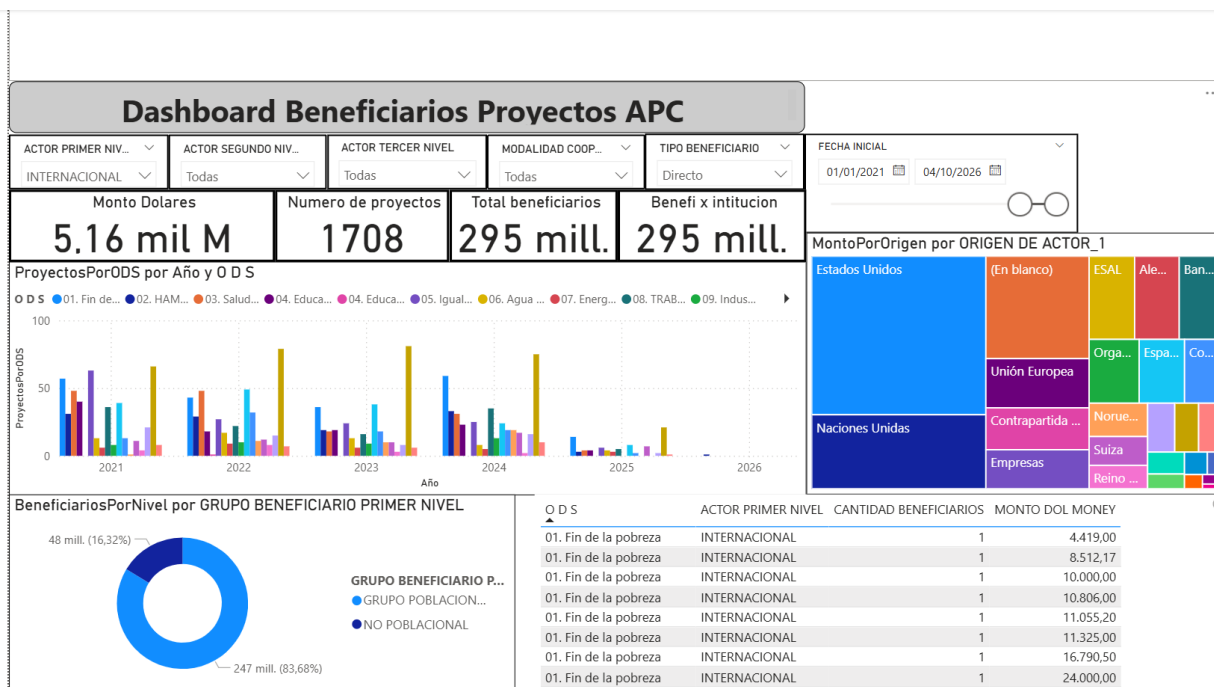 Dashboard Beneficiarios Proyectos APC
ACTOR PRIMER NIV...
INTERNACIONAL
ACTOR SEGUNDO NIV...
Todas
ACTOR TERCER NIVEL
Todas
MODALIDAD COOP...
Todas
TIPO BENEFICIARIO
Directo
FECHA INICIAL
01/01/2021 04/10/2026
Monto Dolares
5,16 mil M
Numero de proyectos
1708
Total beneficiarios
295 mill.
Benefi x intitucion
295 mill.
ProyectosPorODS por Año y O D S
O D S 01. Fin de... 02. HAM... 03. Salud... 04. Educa... 04. Educa... 05. Igual... 06. Agua ... 07. Energ... 08. TRAB... 09. Indus...
ProyectosPorODS
100
50
0
2021 2022 2023 2024 2025 2026
Año
MontoPorOrigen por ORIGEN DE ACTOR_1
Estados Unidos
Naciones Unidas
(En blanco)
Unión Europea
Contrapartida ...
Empresas
ESAL
Ale...
Ban...
Orga...
Espa...
Co...
Norue...
Suiza
Reino ...
BeneficiariosPorNivel por GRUPO BENEFICIARIO PRIMER NIVEL
48 mill. (16,32%)
247 mill. (83,68%)
GRUPO BENEFICIARIO P...
GRUPO POBLACION...
NO POBLACIONAL
O D S ACTOR PRIMER NIVEL CANTIDAD BENEFICIARIOS MONTO DOL MONEY
01. Fin de la pobreza INTERNACIONAL 1 4.419,00
01. Fin de la pobreza INTERNACIONAL 1 8.512,17
01. Fin de la pobreza INTERNACIONAL 1 10.000,00
01. Fin de la pobreza INTERNACIONAL 1 10.806,00
01. Fin de la pobreza INTERNACIONAL 1 11.055,20
01. Fin de la pobreza INTERNACIONAL 1 11.325,00
01. Fin de la pobreza INTERNACIONAL 1 16.790,50
01. Fin de la pobreza INTERNACIONAL 1 24.000,00